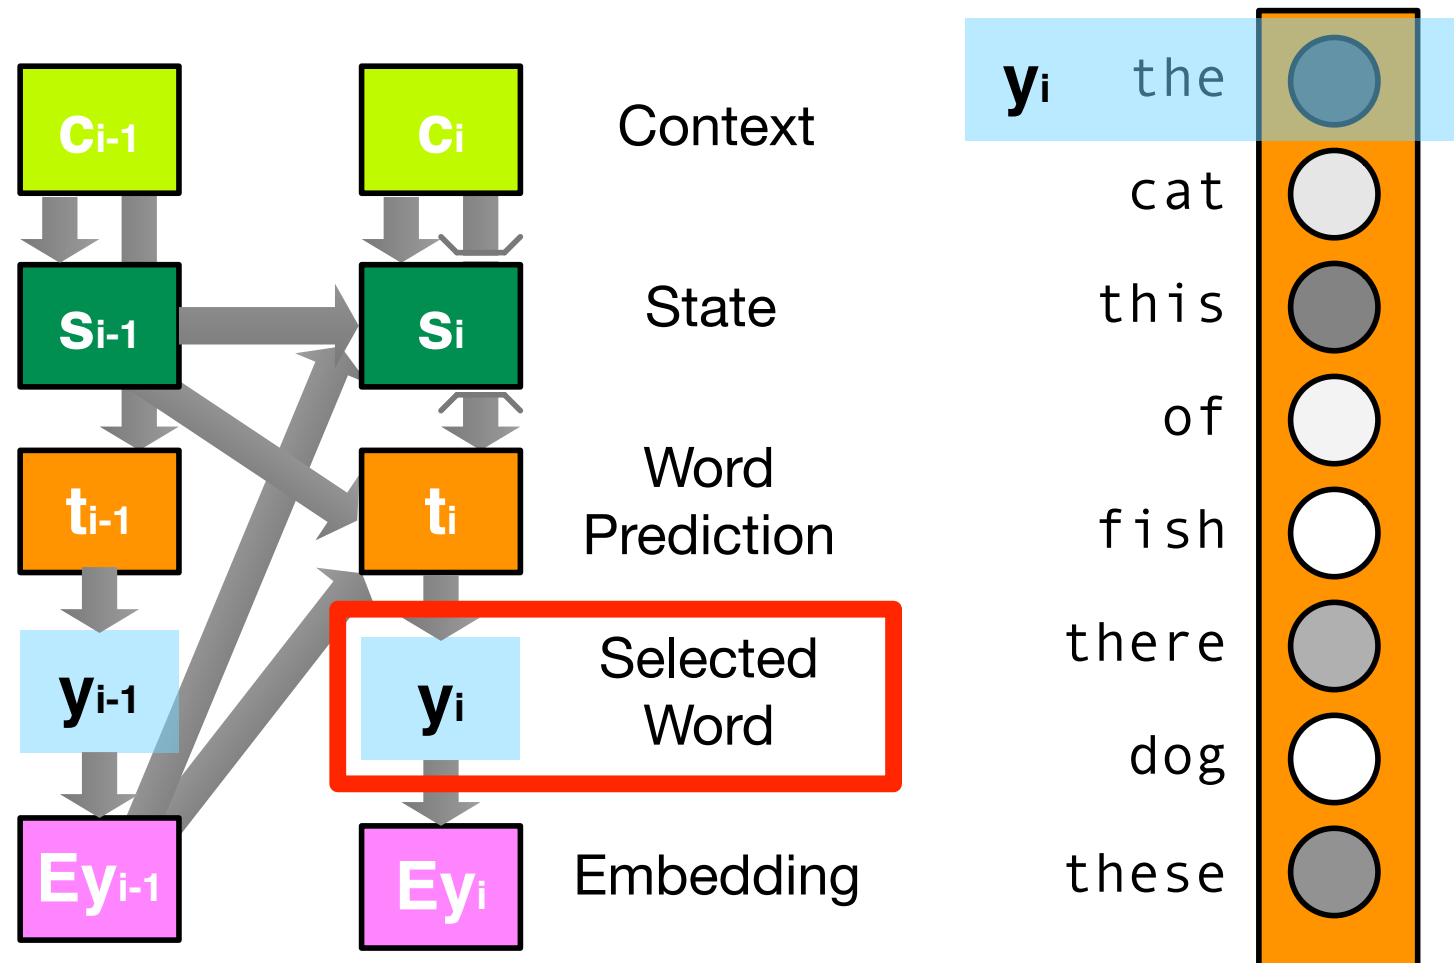 ci-1
ci
Context
si-1
si
State
ti-1
ti
Word
Prediction
yi-1
yi
Selected
Word
Eyi-1
Eyi
Embedding
yi the
cat
this
of
fish
there
dog
these